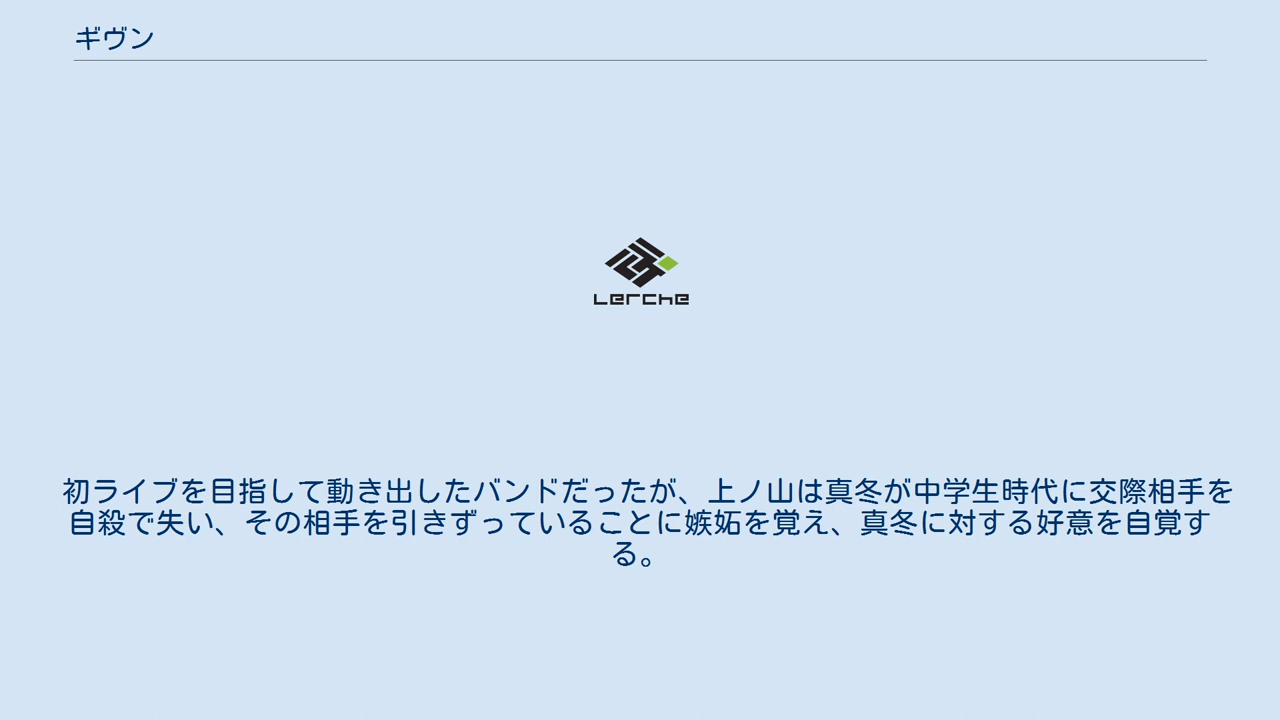 ギヴン
Lerche
初ライブを目指して動き出したバンドだったが、上ノ山は真冬が中学生時代に交際相手を
自殺で失い、その相手を引きずっていることに嫉妬を覚え、真冬に対する好意を自覚す
る。